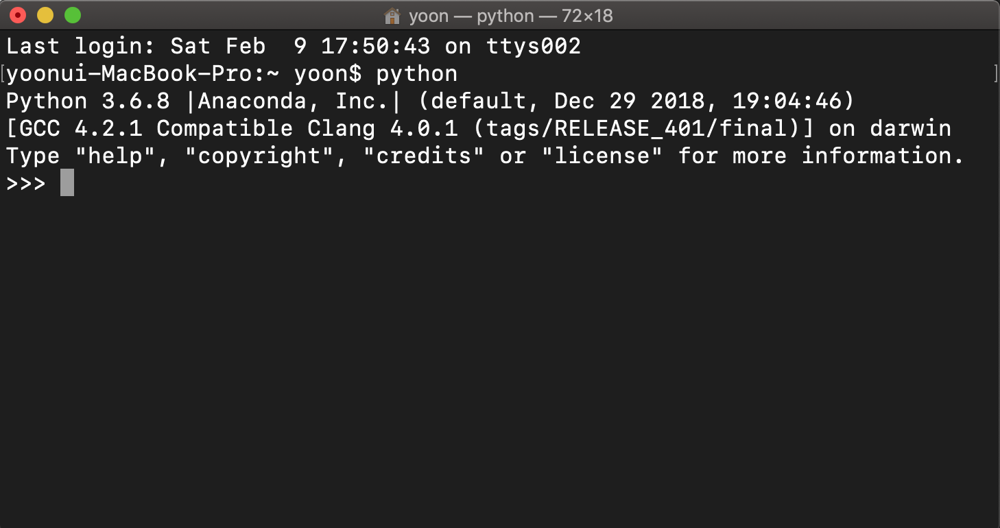 yoon — python — 72×18
Last login: Sat Feb  9 17:50:43 on ttys002
[yoonui-MacBook-Pro:~ yoon$ python ]
Python 3.6.8 |Anaconda, Inc.| (default, Dec 29 2018, 19:04:46)
[GCC 4.2.1 Compatible Clang 4.0.1 (tags/RELEASE_401/final)] on darwin
Type "help", "copyright", "credits" or "license" for more information.
>>>